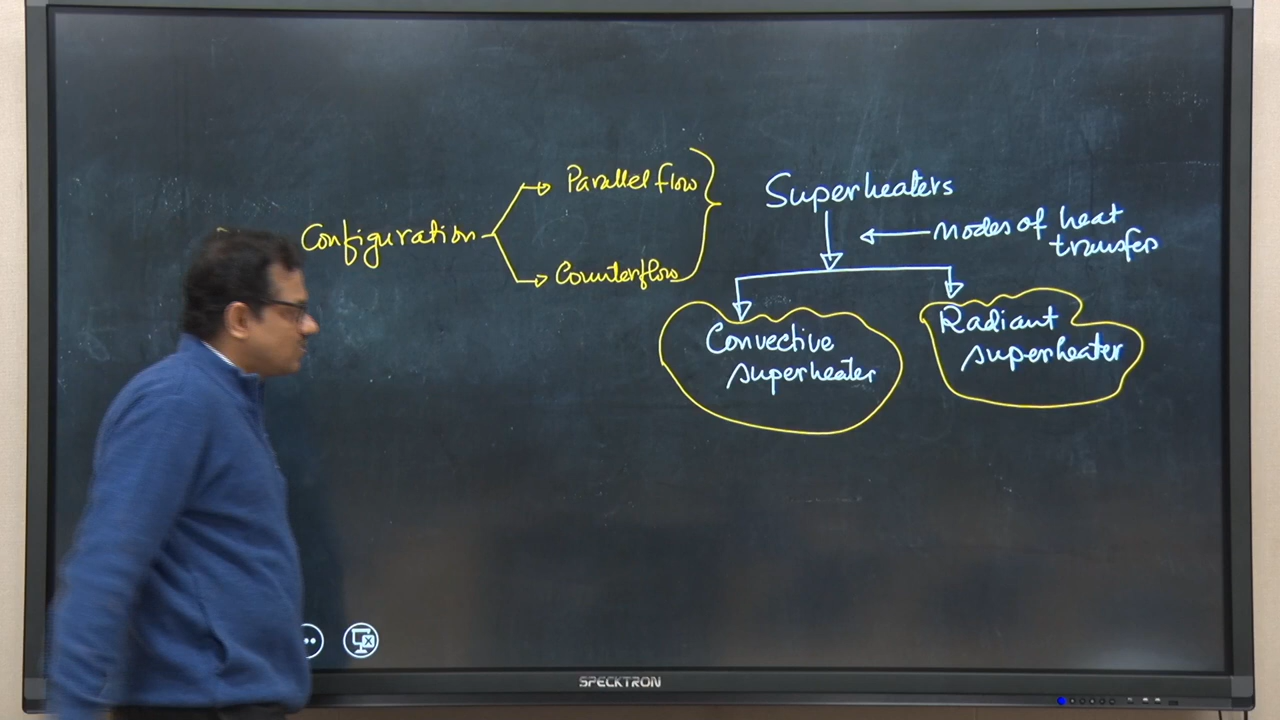 Configuration
Parallel flow
Counterflow
Superheaters
Modes of heat
transfer
Convective
superheater
Radiant
superheater
SPECKTRON